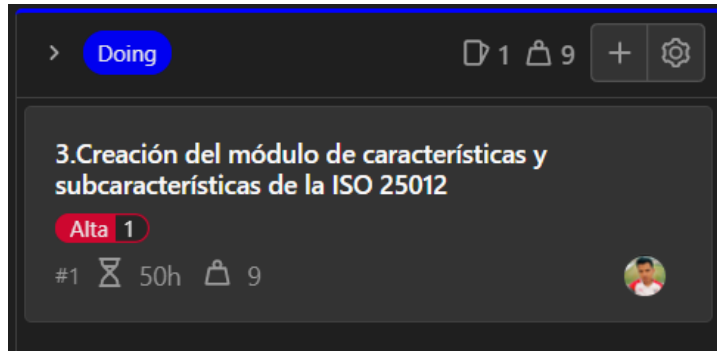 Doing 1 9
3.Creación del módulo de características y
subcaracterísticas de la ISO 25012
Alta 1
#1 50h 9